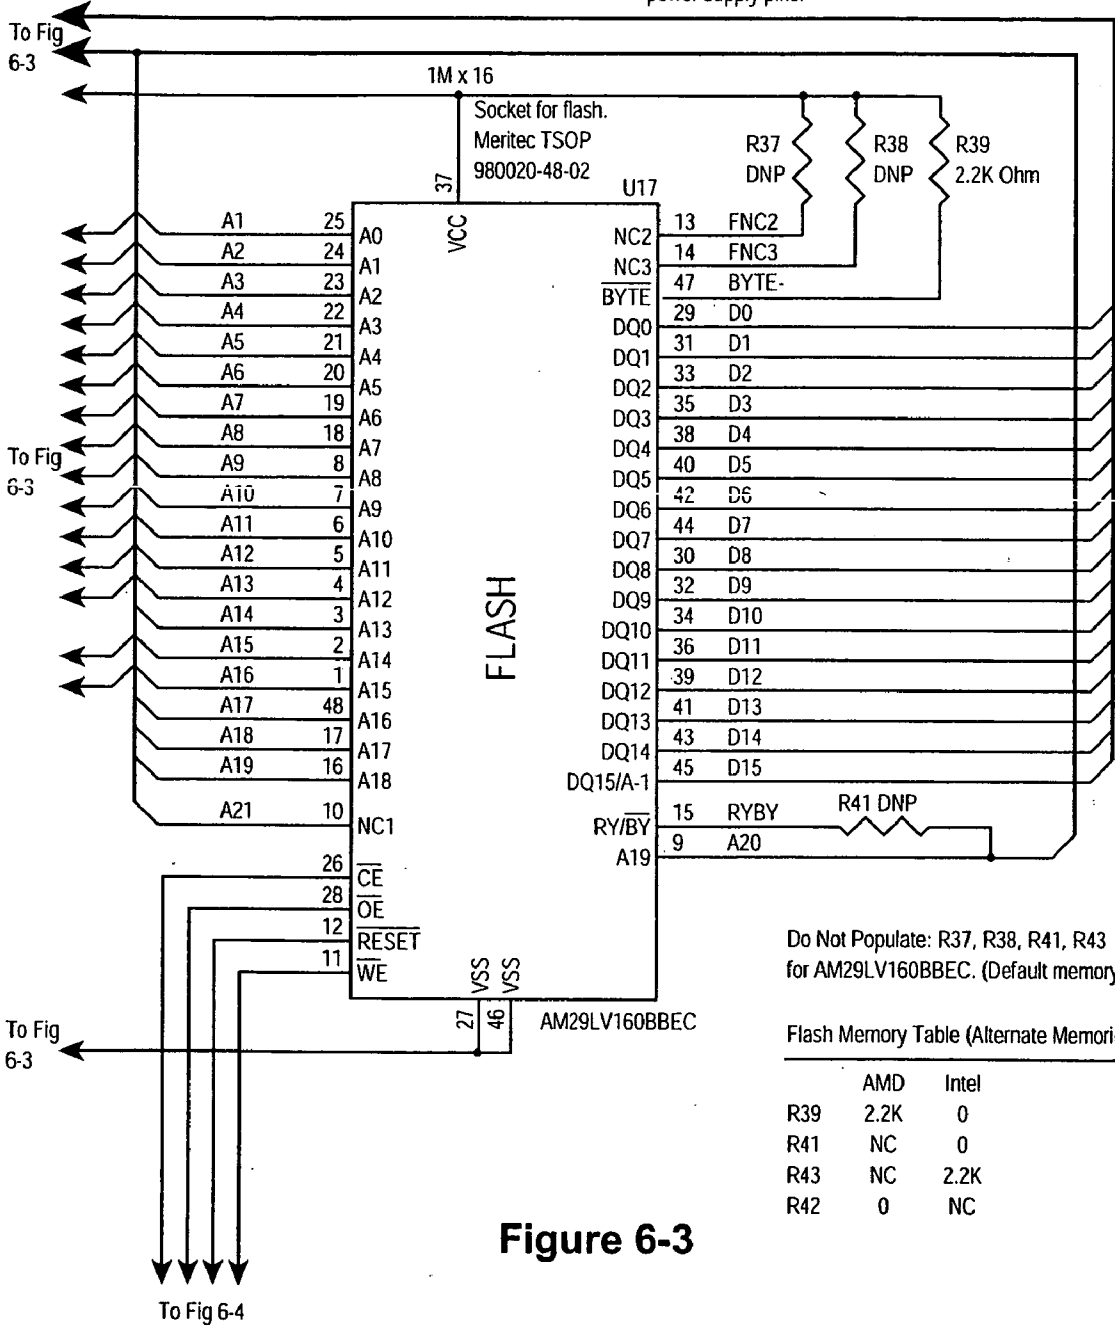 power supply pins.
To Fig
6-3
1M x 16
Socket for flash.
Meritec TSOP
980020-48-02
R37
DNP
R38
DNP
R39
2.2K Ohm
U17
37
VCC
A1 25 A0
A2 24 A1
A3 23 A2
A4 22 A3
A5 21 A4
A6 20 A5
A7 19 A6
A8 18 A7
A9 8 A8
A10 7 A9
A11 6 A10
A12 5 A11
A13 4 A12
A14 3 A13
A15 2 A14
A16 1 A15
A17 48 A16
A18 17 A17
A19 16 A18
A21 10 NC1
26 CE
28 OE
12 RESET
11 WE
To Fig
6-3
FLASH
NC2 13 FNC2
NC3 14 FNC3
BYTE 47 BYTE-
DQ0 29 D0
DQ1 31 D1
DQ2 33 D2
DQ3 35 D3
DQ4 38 D4
DQ5 40 D5
DQ6 42 D6
DQ7 44 D7
DQ8 30 D8
DQ9 32 D9
DQ10 34 D10
DQ11 36 D11
DQ12 39 D12
DQ13 41 D13
DQ14 43 D14
DQ15/A-1 45 D15
RY/BY 15 RYBY
R41 DNP
A19 9 A20
VSS VSS
27 46
AM29LV160BBEC
To Fig
6-3
Do Not Populate: R37, R38, R41, R43
for AM29LV160BBEC. (Default memory
Flash Memory Table (Alternate Memori
AMD Intel
R39 2.2K 0
R41 NC 0
R43 NC 2.2K
R42 0 NC
Figure 6-3
To Fig 6-4